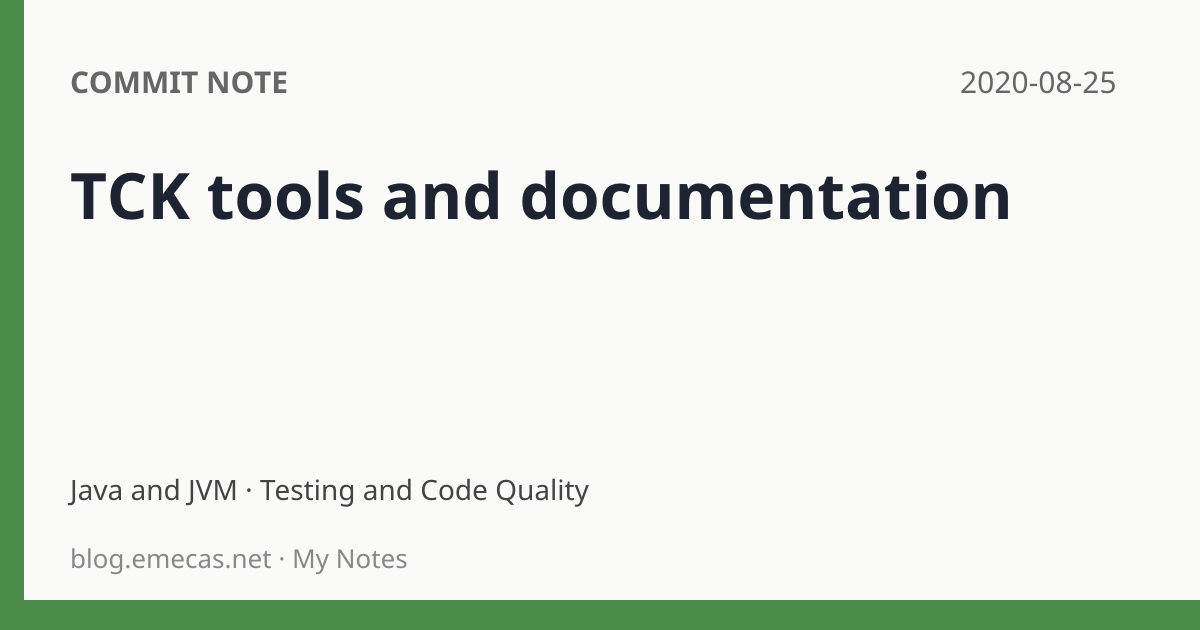 COMMIT NOTE
2020-08-25
TCK tools and documentation
Java and JVM · Testing and Code Quality
blog.emecas.net · My Notes